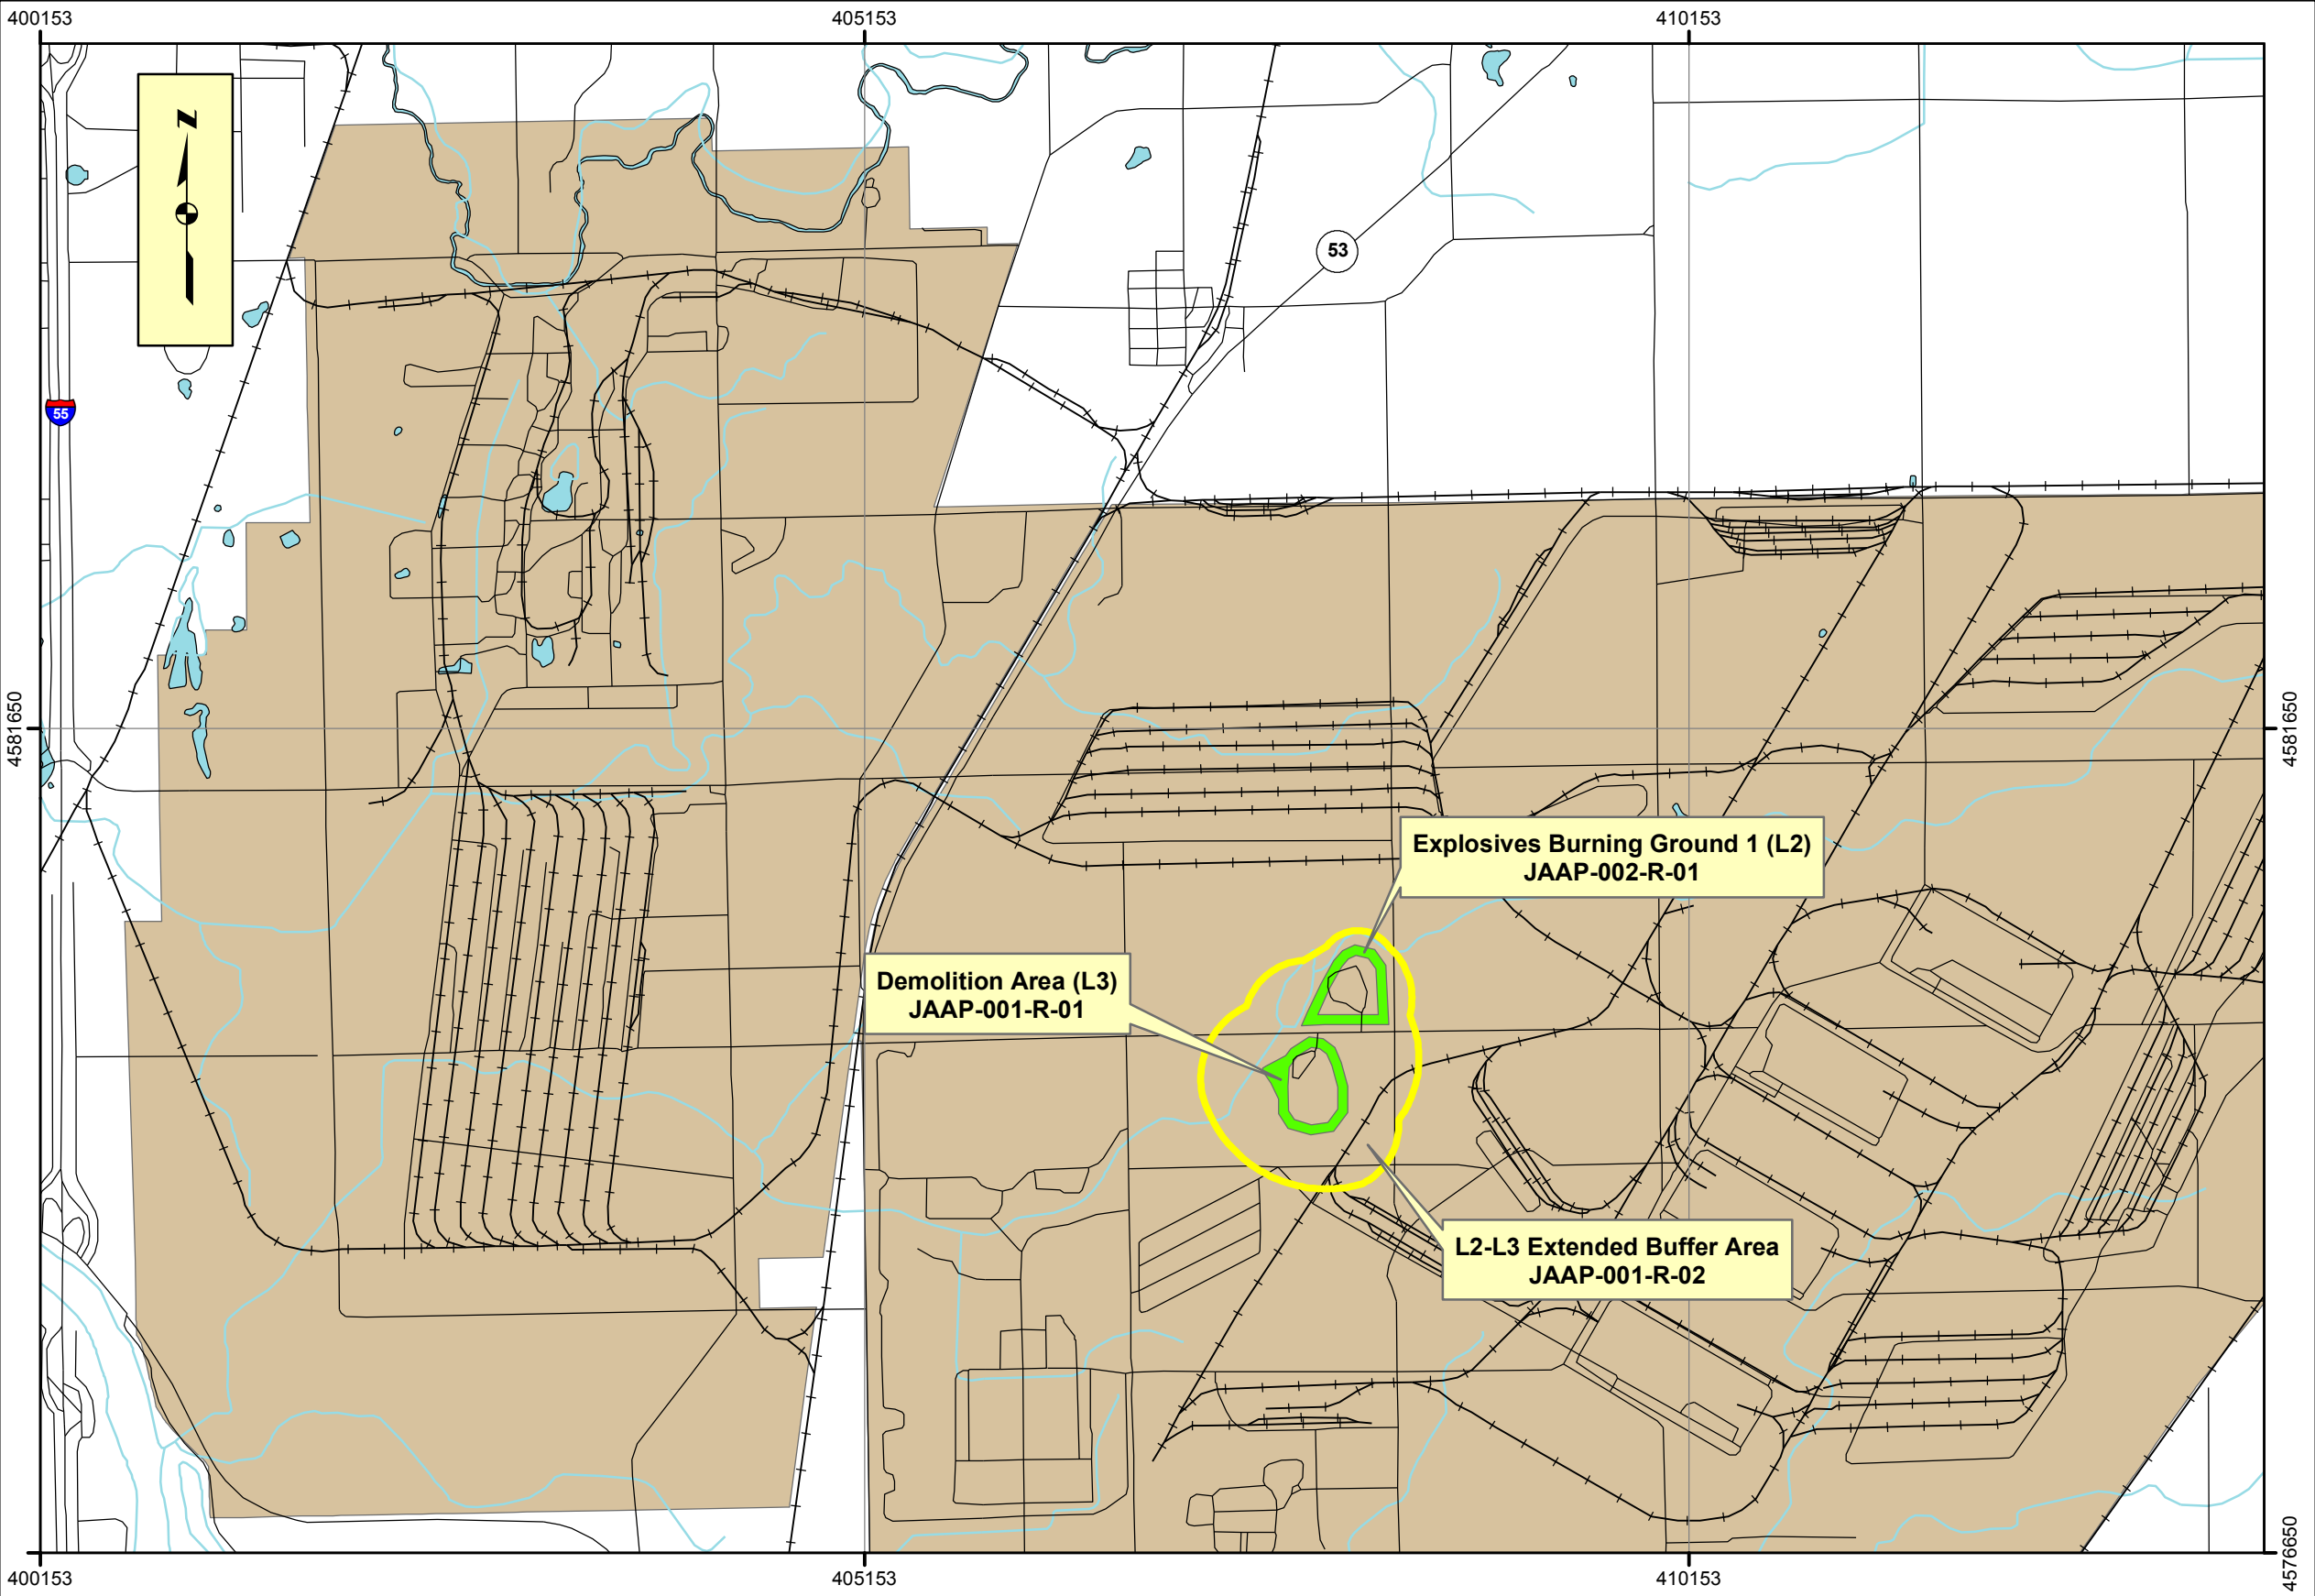 400153
405153
410153
N
53
55
4581650
4581650
Explosives Burning Ground 1 (L2)
JAAP-002-R-01
Demolition Area (L3)
JAAP-001-R-01
L2-L3 Extended Buffer Area
JAAP-001-R-02
4576650
400153
405153
410153